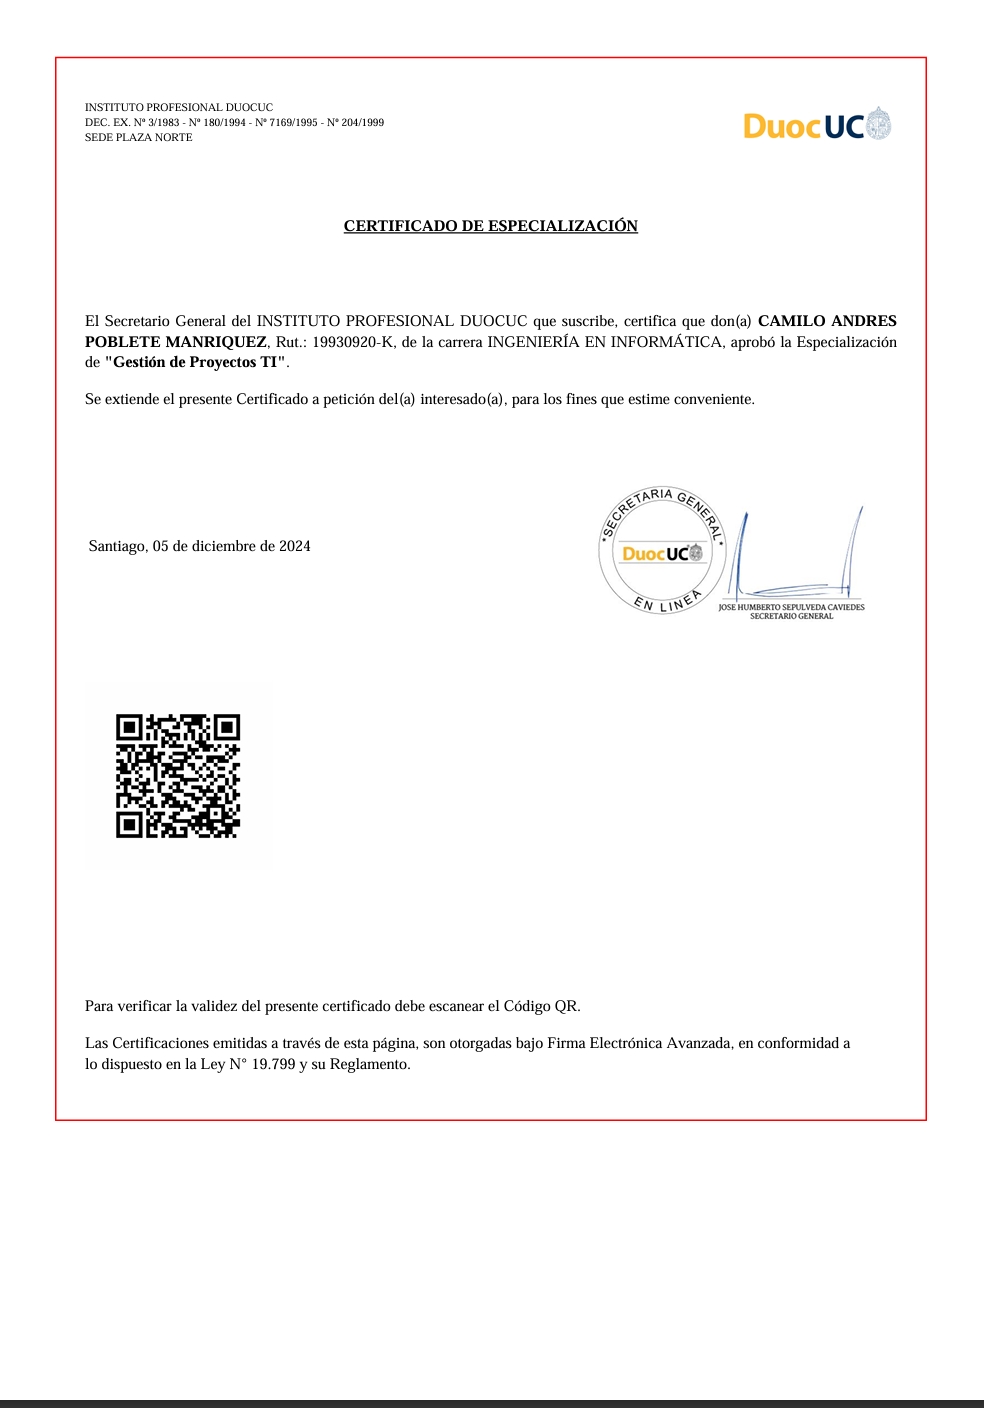 INSTITUTO PROFESIONAL DUOCUC
DEC. EX. Nº 3/1983 - Nº 180/1994 - Nº 7169/1995 - Nº 204/1999
SEDE PLAZA NORTE
DuocUC
CERTIFICADO DE ESPECIALIZACIÓN
El Secretario General del INSTITUTO PROFESIONAL DUOCUC que suscribe, certifica que don(a) CAMILO ANDRES
POBLETE MANRIQUEZ, Rut.: 19930920-K, de la carrera INGENIERÍA EN INFORMÁTICA, aprobó la Especialización
de "Gestión de Proyectos TI".
Se extiende el presente Certificado a petición del(a) interesado(a), para los fines que estime conveniente.
Santiago, 05 de diciembre de 2024
*SECRETARIA GENERAL*
DuocUC
EN LINEA
JOSE HUMBERTO SEPULVEDA CAVIEDES
SECRETARIO GENERAL
Para verificar la validez del presente certificado debe escanear el Código QR.
Las Certificaciones emitidas a través de esta página, son otorgadas bajo Firma Electrónica Avanzada, en conformidad a
lo dispuesto en la Ley N° 19.799 y su Reglamento.